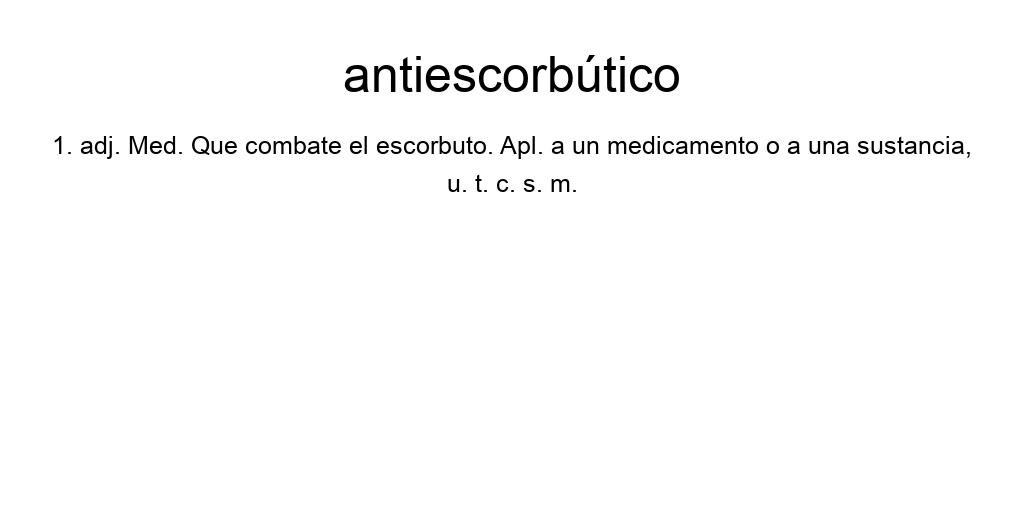 antiescorbútico
1. adj. Med. Que combate el escorbuto. Apl. a un medicamento o a una sustancia,
u. t. c. s. m.